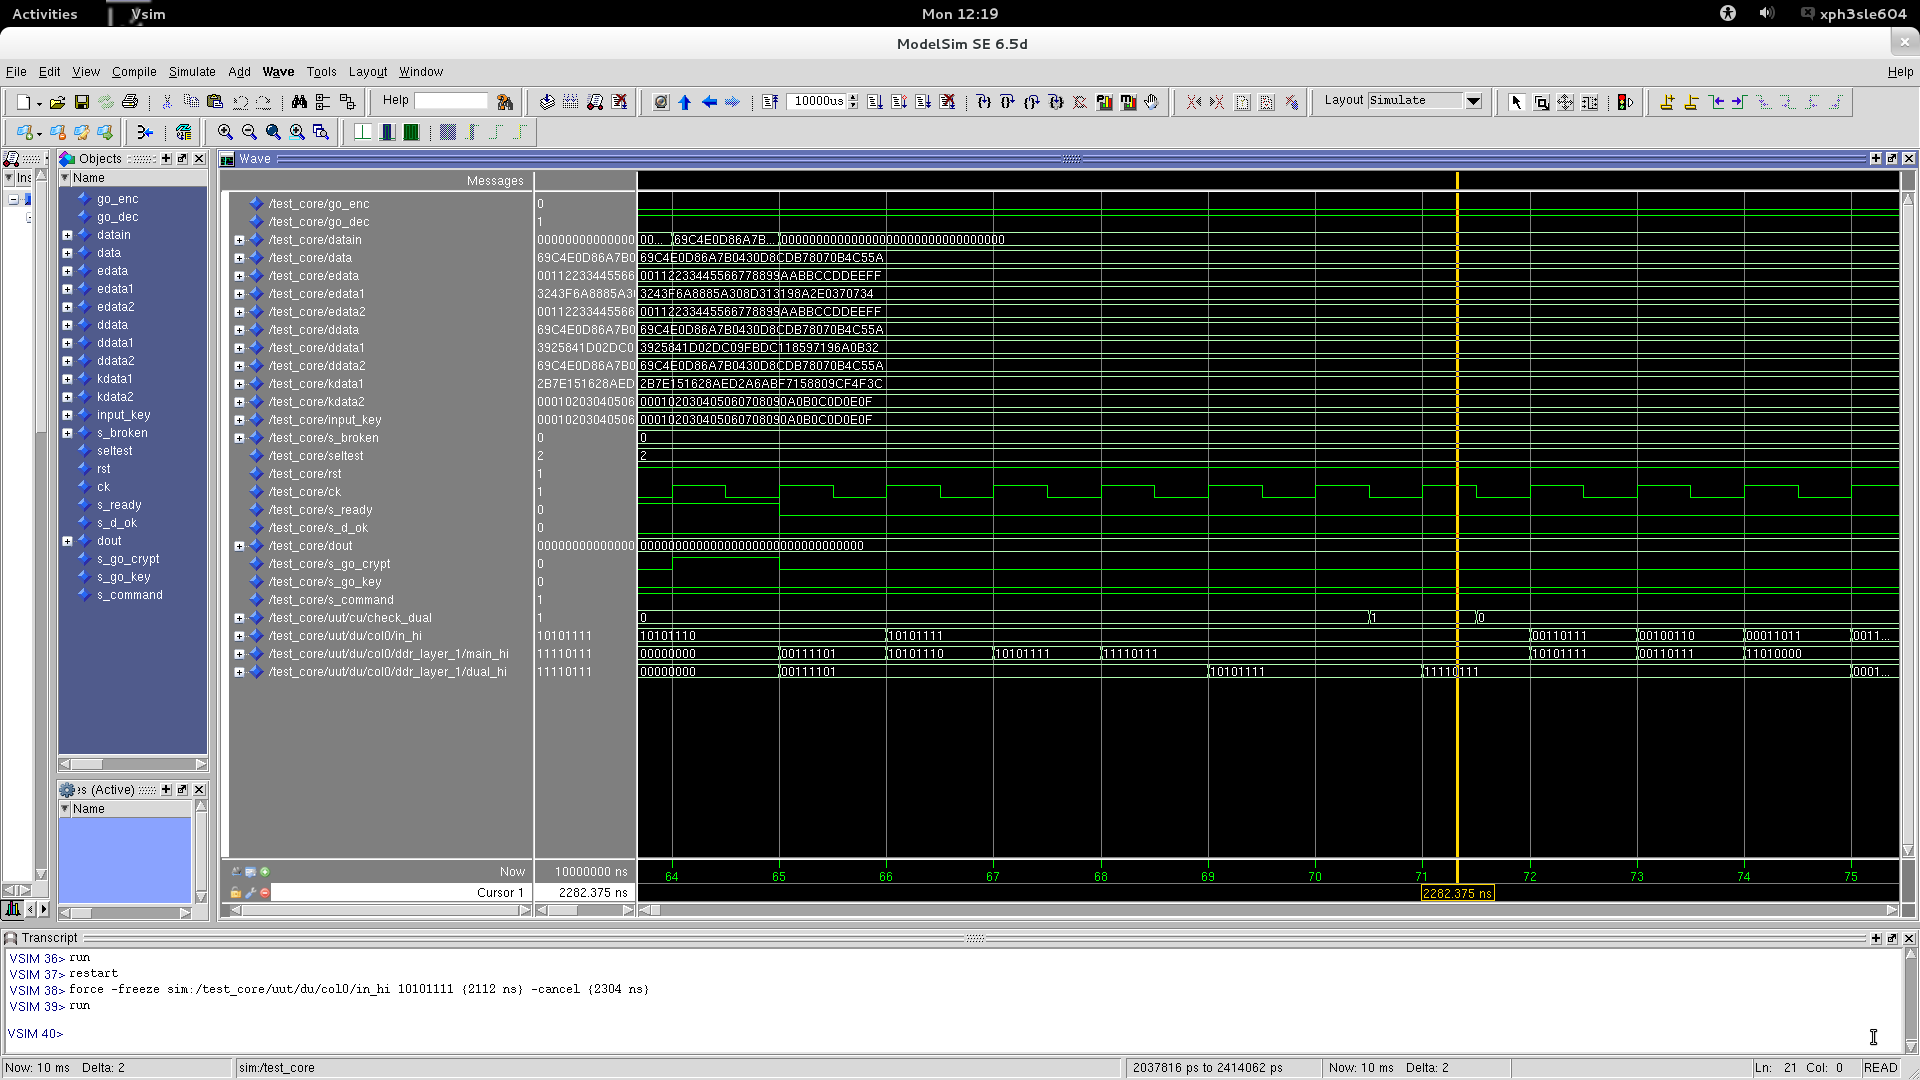 Activities
Vsim
Mon 12:19
xph3sle604
ModelSim SE 6.5d
File Edit View Compile Simulate Add Wave Tools Layout Window
Help
Help
10000us
Layout Simulate
Ins
Objects
Name
go_enc
go_dec
datain
data
edata
edata1
edata2
ddata
ddata1
ddata2
kdata1
kdata2
input_key
s_broken
seltest
rst
ck
s_ready
s_d_ok
dout
s_go_crypt
s_go_key
s_command
es (Active)
Name
Wave
Messages
/test_core/go_enc 0
/test_core/go_dec 1
/test_core/datain 00000000000000 00... 69C4E0D86A7B... 00000000000000000000000000000000
/test_core/data 69C4E0D86A7B0 69C4E0D86A7B0430D8CDB78070B4C55A
/test_core/edata 00112233445566 00112233445566778899AABBCCDDEEFF
/test_core/edata1 3243F6A8885A3 3243F6A8885A308D313198A2E0370734
/test_core/edata2 00112233445566 00112233445566778899AABBCCDDEEFF
/test_core/ddata 69C4E0D86A7B0 69C4E0D86A7B0430D8CDB78070B4C55A
/test_core/ddata1 3925841D02DC0 3925841D02DC09FBDC118597196A0B32
/test_core/ddata2 69C4E0D86A7B0 69C4E0D86A7B0430D8CDB78070B4C55A
/test_core/kdata1 2B7E151628AED 2B7E151628AED2A6ABF7158809CF4F3C
/test_core/kdata2 00010203040506 000102030405060708090A0B0C0D0E0F
/test_core/input_key 00010203040506 000102030405060708090A0B0C0D0E0F
/test_core/s_broken 0 0
/test_core/seltest 2 2
/test_core/rst 1
/test_core/ck 1
/test_core/s_ready 0
/test_core/s_d_ok 0
/test_core/dout 00000000000000 00000000000000000000000000000000
/test_core/s_go_crypt 0
/test_core/s_go_key 0
/test_core/s_command 1
/test_core/uut/cu/check_dual 1 0 1 0
/test_core/uut/du/col0/in_hi 10101111 10101110 10101111 00110111 00100110 00011011 0011...
/test_core/uut/du/col0/ddr_layer_1/main_hi 11110111 00000000 00111101 10101110 10101111 11110111 10101111 00110111 11010000
/test_core/uut/du/col0/ddr_layer_1/dual_hi 11110111 00000000 00111101 10101111 11110111 0001...
Now 10000000 ns 64 65 66 67 68 69 70 71 72 73 74 75
Cursor 1 2282.375 ns 2282.375 ns
Transcript
VSIM 36> run
VSIM 37> restart
VSIM 38> force -freeze sim:/test_core/uut/du/col0/in_hi 10101111 {2112 ns} -cancel {2304 ns}
VSIM 39> run
VSIM 40>
Now: 10 ms Delta: 2
sim:/test_core
2037816 ps to 2414062 ps
Now: 10 ms Delta: 2
Ln: 21 Col: 0
READ